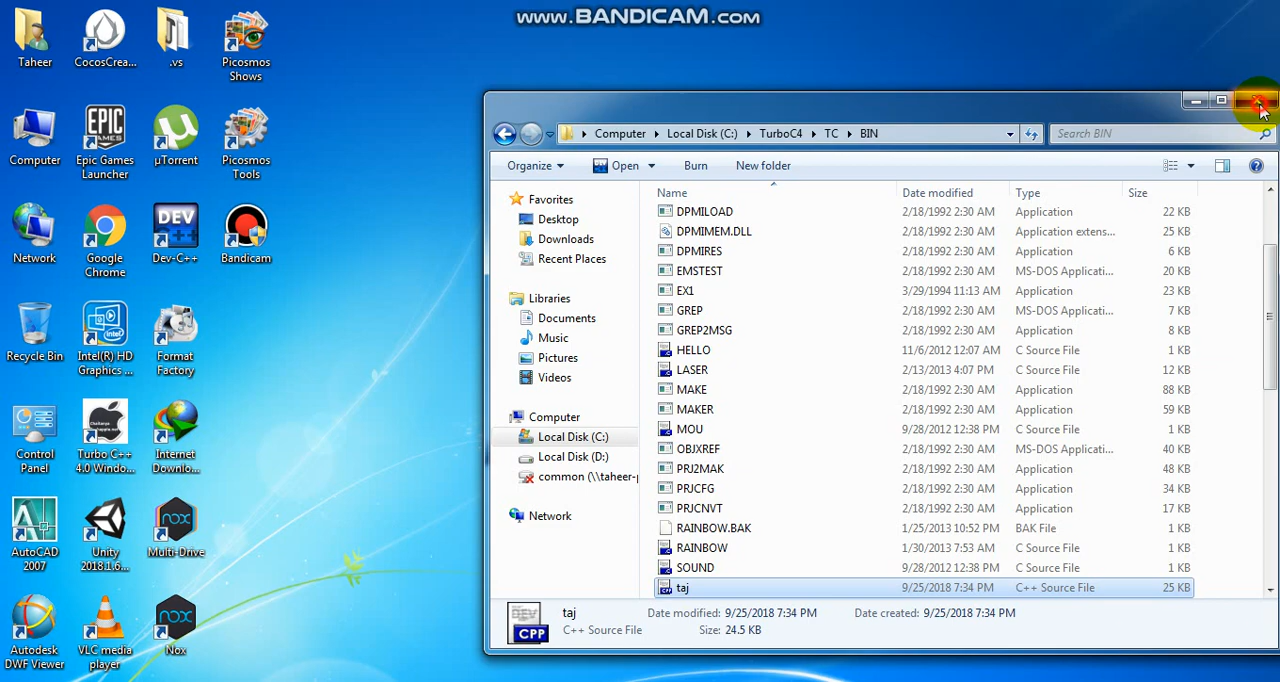 www.BANDICAM.com
Taheer
CocosCrea...
.vs
Picosmos
Shows
Computer
EPIC
GAMES
Epic Games
Launcher
µTorrent
Picosmos
Tools
Network
Google
Chrome
DEV
C++
Dev-C++
Bandicam
Recycle Bin
intel
Intel(R) HD
Graphics ...
Format
Factory
Control
Panel
Turbo C++
4.0 Windo...
Internet
Downlo...
AutoCAD
2007
Unity
2018.1.6...
nox
Multi-Drive
Autodesk
DWF Viewer
VLC media
player
nox
Nox
Computer
Local Disk (C:)
TurboC4
TC
BIN
Search BIN
Organize
Open
Burn
New folder
Favorites
Desktop
Downloads
Recent Places
Libraries
Documents
Music
Pictures
Videos
Computer
Local Disk (C:)
Local Disk (D:)
common (\\taheer-
Network
Name Date modified Type Size
DPMILOAD 2/18/1992 2:30 AM Application 22 KB
DPMIMEM.DLL 2/18/1992 2:30 AM Application extens... 25 KB
DPMIRES 2/18/1992 2:30 AM Application 6 KB
EMSTEST 2/18/1992 2:30 AM MS-DOS Applicati... 20 KB
EX1 3/29/1994 11:13 AM Application 23 KB
GREP 2/18/1992 2:30 AM MS-DOS Applicati... 7 KB
GREP2MSG 2/18/1992 2:30 AM Application 8 KB
HELLO 11/6/2012 12:07 AM C Source File 1 KB
LASER 2/13/2013 4:07 PM C Source File 12 KB
MAKE 2/18/1992 2:30 AM Application 88 KB
MAKER 2/18/1992 2:30 AM Application 59 KB
MOU 9/28/2012 12:38 PM C Source File 1 KB
OBJXREF 2/18/1992 2:30 AM MS-DOS Applicati... 40 KB
PRJ2MAK 2/18/1992 2:30 AM Application 48 KB
PRJCFG 2/18/1992 2:30 AM Application 34 KB
PRJCNVT 2/18/1992 2:30 AM Application 17 KB
RAINBOW.BAK 1/25/2013 10:52 PM BAK File 1 KB
RAINBOW 1/30/2013 7:53 AM C Source File 1 KB
SOUND 9/28/2012 12:38 PM C Source File 1 KB
taj 9/25/2018 7:34 PM C++ Source File 25 KB
DEV
CPP
taj Date modified: 9/25/2018 7:34 PM Date created: 9/25/2018 7:34 PM
C++ Source File Size: 24.5 KB